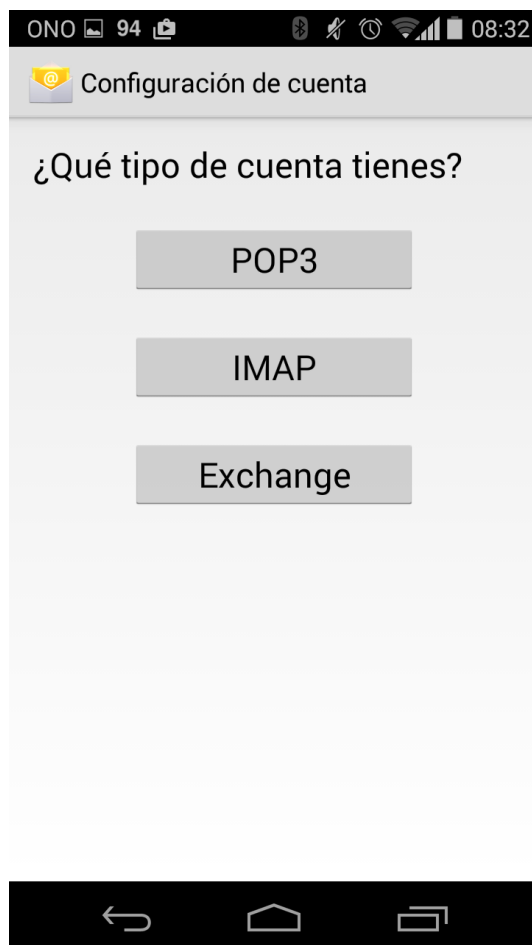 ONO 94 08:32
Configuración de cuenta
¿Qué tipo de cuenta tienes?
POP3
IMAP
Exchange